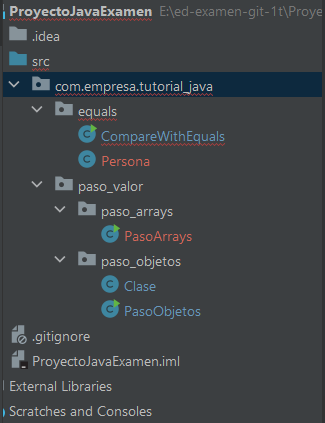 ProyectoJavaExamen E:\ed-examen-git-1t\Proye
.idea
src
com.empresa.tutorial_java
equals
CompareWithEquals
Persona
paso_valor
paso_arrays
PasoArrays
paso_objetos
Clase
PasoObjetos
.gitignore
ProyectoJavaExamen.iml
External Libraries
Scratches and Consoles